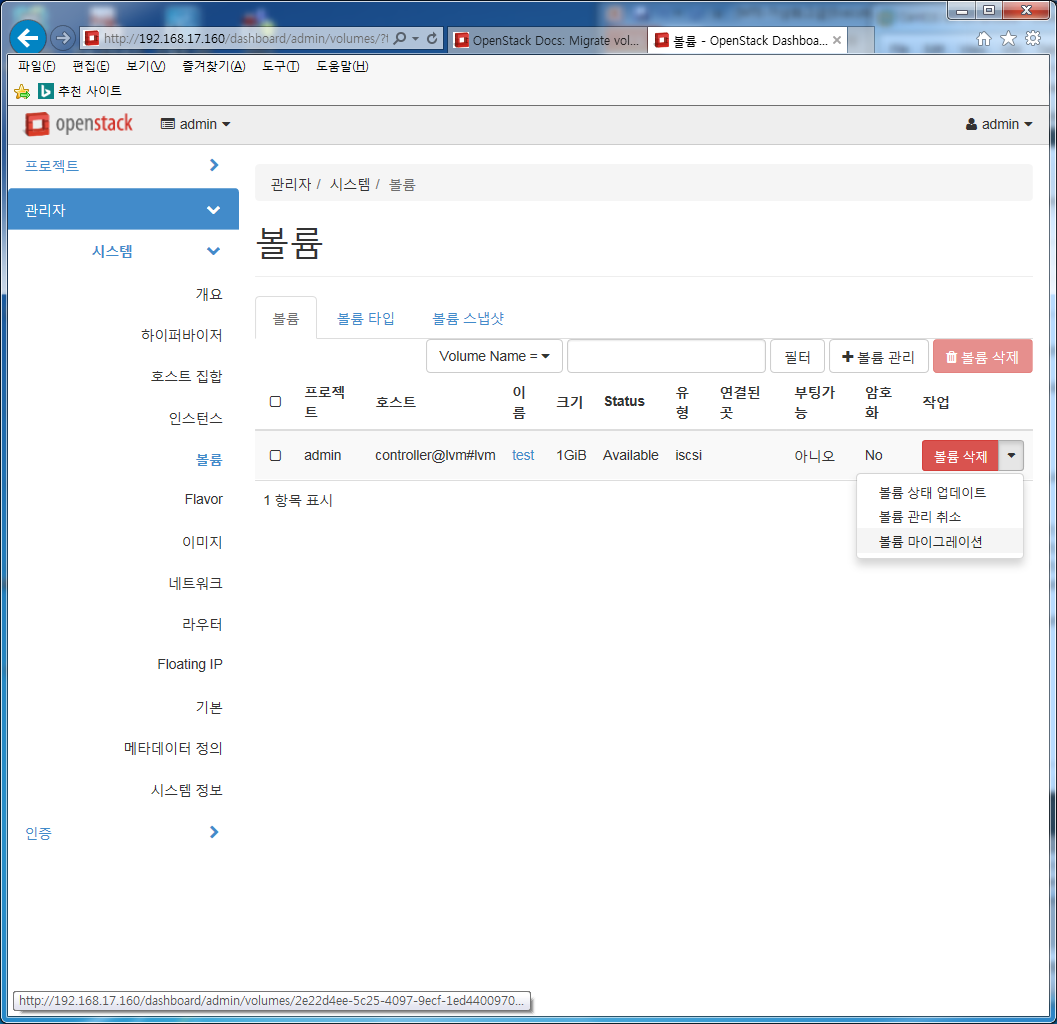 http://192.168.17.160/dashboard/admin/volumes/?t
OpenStack Docs: Migrate vol...
볼륨 - OpenStack Dashboa...
파일(F) 편집(E) 보기(V) 즐겨찾기(A) 도구(T) 도움말(H)
추천 사이트
openstack
admin
admin
프로젝트
관리자
시스템
개요
하이퍼바이저
호스트 집합
인스턴스
볼륨
Flavor
이미지
네트워크
라우터
Floating IP
기본
메타데이터 정의
시스템 정보
인증
관리자 / 시스템 / 볼륨
볼륨
볼륨 볼륨 타입 볼륨 스냅샷
Volume Name = 필터 볼륨 관리 볼륨 삭제
프로젝
트
호스트
이
름
크기
Status
유
형
연결된
곳
부팅가
능
암호
화
작업
admin controller@lvm#lvm test 1GiB Available iscsi 아니오 No 볼륨 삭제
1 항목 표시
볼륨 상태 업데이트
볼륨 관리 취소
볼륨 마이그레이션
http://192.168.17.160/dashboard/admin/volumes/2e22d4ee-5c25-4097-9ecf-1ed4400970...